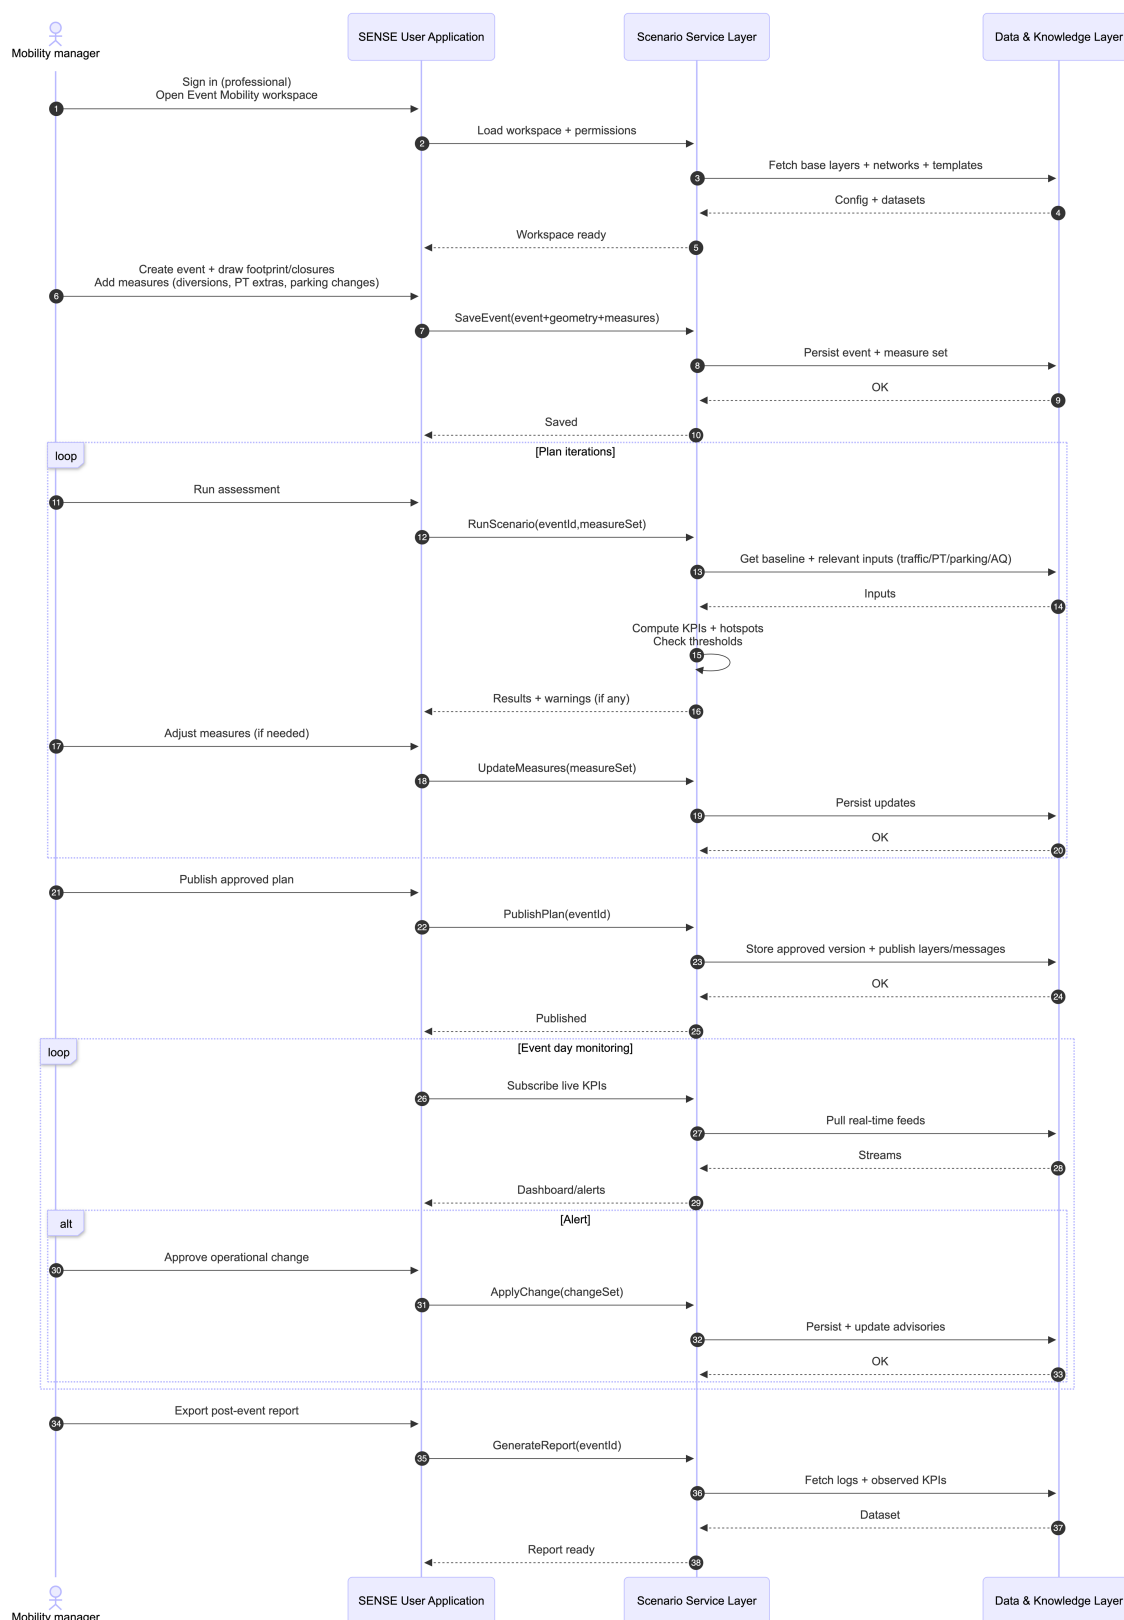 Mobility manager
SENSE User Application
Scenario Service Layer
Data & Knowledge Layer
Sign in (professional)
Open Event Mobility workspace
1
Load workspace + permissions
2
Fetch base layers + networks + templates
3
Config + datasets
4
Workspace ready
5
Create event + draw footprint/closures
Add measures (diversions, PT extras, parking changes)
6
SaveEvent(event+geometry+measures)
7
Persist event + measure set
8
OK
9
Saved
10
loop
[Plan iterations]
Run assessment
11
RunScenario(eventId,measureSet)
12
Get baseline + relevant inputs (traffic/PT/parking/AQ)
13
Inputs
14
Compute KPIs + hotspots
Check thresholds
15
Results + warnings (if any)
16
Adjust measures (if needed)
17
UpdateMeasures(measureSet)
18
Persist updates
19
OK
20
Publish approved plan
21
PublishPlan(eventId)
22
Store approved version + publish layers/messages
23
OK
24
Published
25
loop
[Event day monitoring]
Subscribe live KPIs
26
Pull real-time feeds
27
Streams
28
Dashboard/alerts
29
alt
[Alert]
Approve operational change
30
ApplyChange(changeSet)
31
Persist + update advisories
32
OK
33
Export post-event report
34
GenerateReport(eventId)
35
Fetch logs + observed KPIs
36
Dataset
37
Report ready
38
Mobility manager
SENSE User Application
Scenario Service Layer
Data & Knowledge Layer